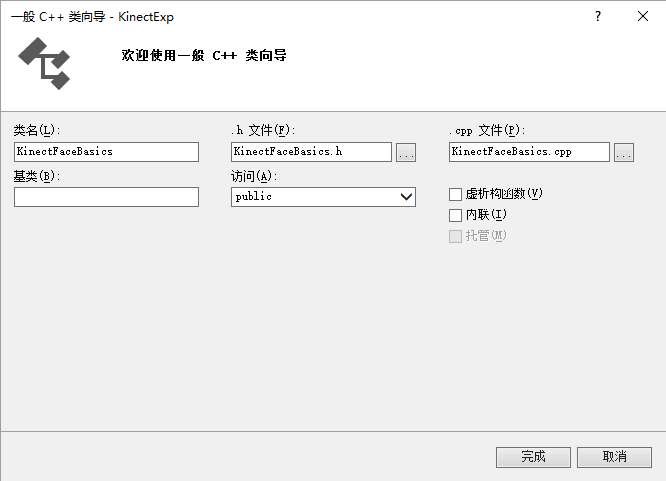 一般 C++ 类向导 - KinectExp
欢迎使用一般 C++ 类向导
类名(L):
.h 文件(F):
.cpp 文件(P):
KinectFaceBasics
KinectFaceBasics.h
...
KinectFaceBasics.cpp
...
基类(B):
访问(A):
public
虚析构函数(V)
内联(I)
托管(M)
完成
取消